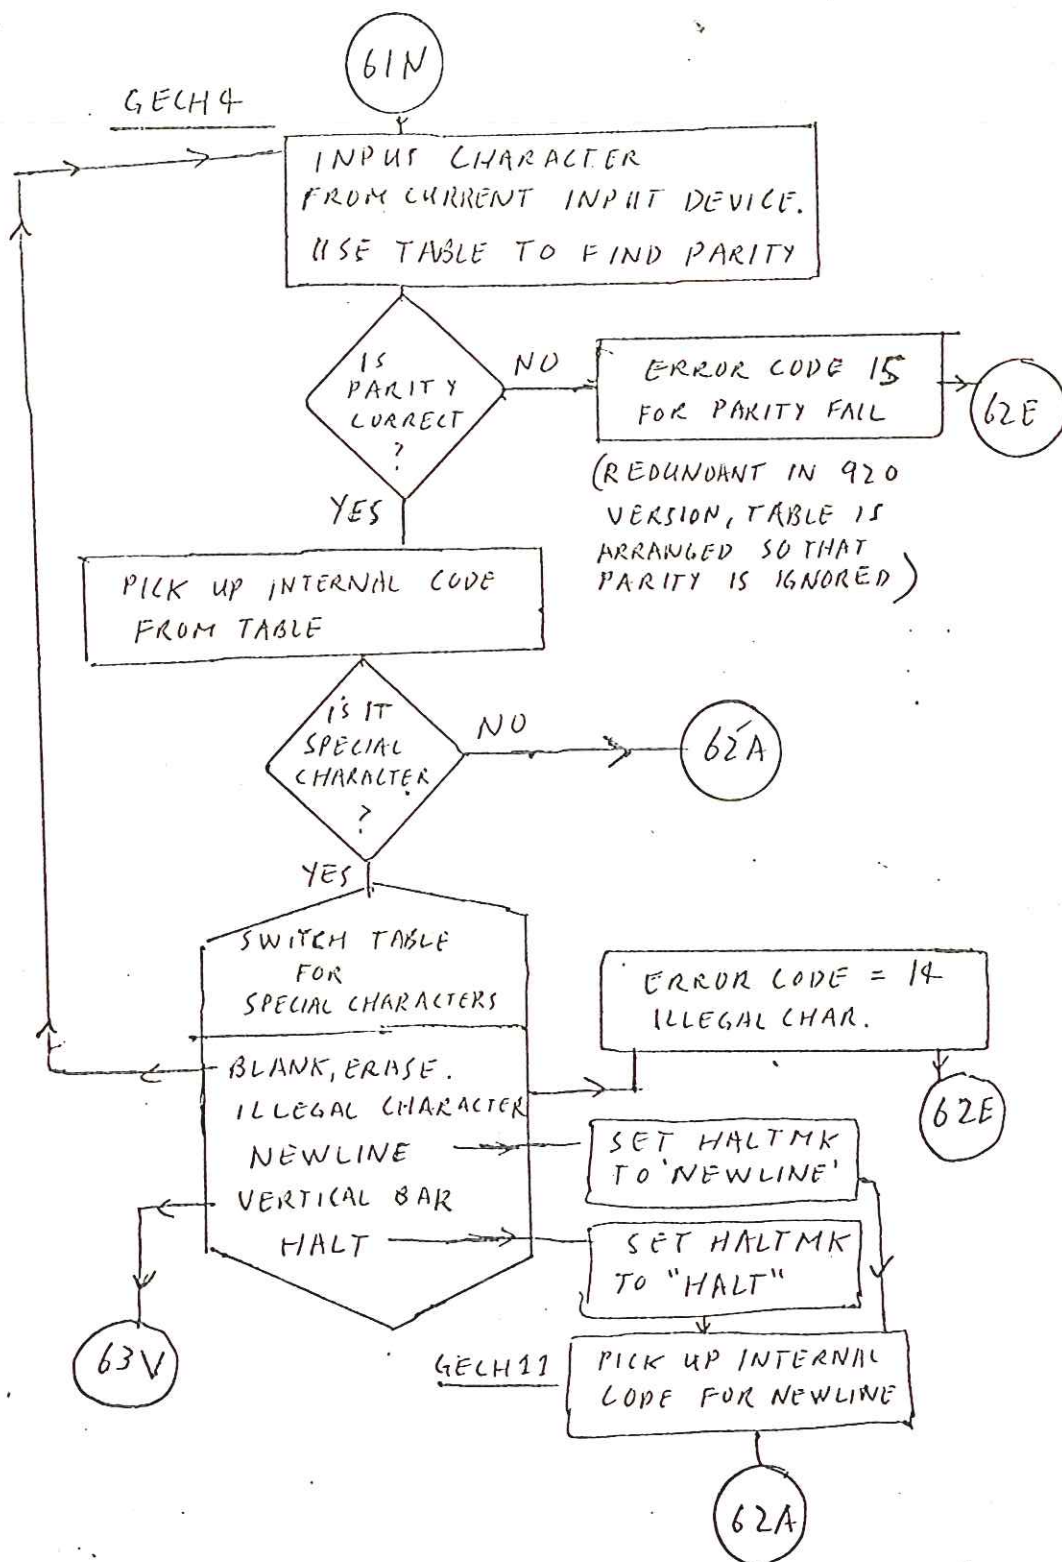 61N
GECH4
INPUT CHARACTER
FROM CURRENT INPUT DEVICE.
USE TABLE TO FIND PARITY
IS
PARITY
CORRECT
?
NO
ERROR CODE 15
FOR PARITY FAIL
62E
(REDUNDANT IN 920
VERSION, TABLE IS
ARRANGED SO THAT
PARITY IS IGNORED)
YES
PICK UP INTERNAL CODE
FROM TABLE
IS IT
SPECIAL
CHARACTER
?
NO
62A
YES
SWITCH TABLE
FOR
SPECIAL CHARACTERS
ERROR CODE = 14
ILLEGAL CHAR.
62E
BLANK, ERASE.
ILLEGAL CHARACTER
NEWLINE
VERTICAL BAR
HALT
SET HALTMK
TO 'NEWLINE'
SET HALTMK
TO "HALT"
63V
GECH11
PICK UP INTERNAL
CODE FOR NEWLINE
62A